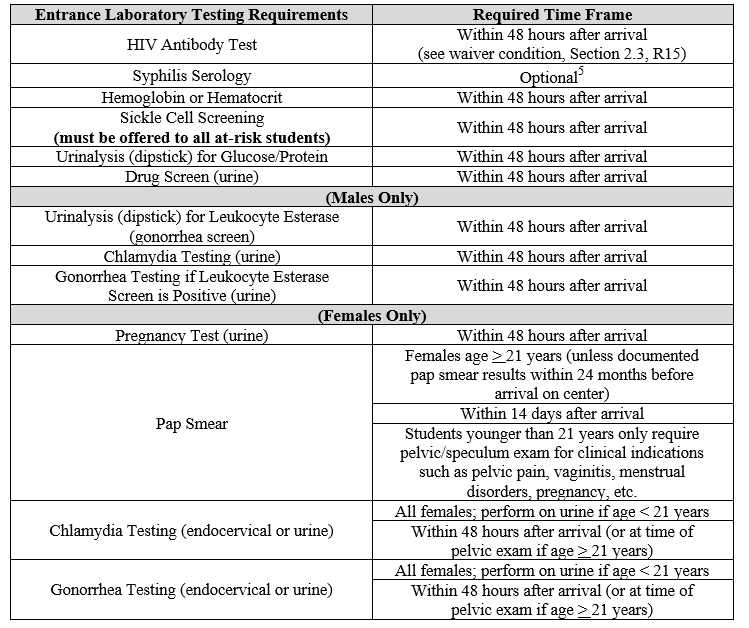 Entrance Laboratory Testing Requirements
Required Time Frame
HIV Antibody Test
Within 48 hours after arrival
(see waiver condition, Section 2.3, R15)
Syphilis Serology
Optional5
Hemoglobin or Hematocrit
Within 48 hours after arrival
Sickle Cell Screening
(must be offered to all at-risk students)
Within 48 hours after arrival
Urinalysis (dipstick) for Glucose/Protein
Within 48 hours after arrival
Drug Screen (urine)
Within 48 hours after arrival
(Males Only)
Urinalysis (dipstick) for Leukocyte Esterase
(gonorrhea screen)
Within 48 hours after arrival
Chlamydia Testing (urine)
Within 48 hours after arrival
Gonorrhea Testing if Leukocyte Esterase
Screen is Positive (urine)
Within 48 hours after arrival
(Females Only)
Pregnancy Test (urine)
Within 48 hours after arrival
Pap Smear
Females age ≥ 21 years (unless documented
pap smear results within 24 months before
arrival on center)
Within 14 days after arrival
Students younger than 21 years only require
pelvic/speculum exam for clinical indications
such as pelvic pain, vaginitis, menstrual
disorders, pregnancy, etc.
Chlamydia Testing (endocervical or urine)
All females; perform on urine if age < 21 years
Within 48 hours after arrival (or at time of
pelvic exam if age ≥ 21 years)
Gonorrhea Testing (endocervical or urine)
All females; perform on urine if age < 21 years
Within 48 hours after arrival (or at time of
pelvic exam if age ≥ 21 years)